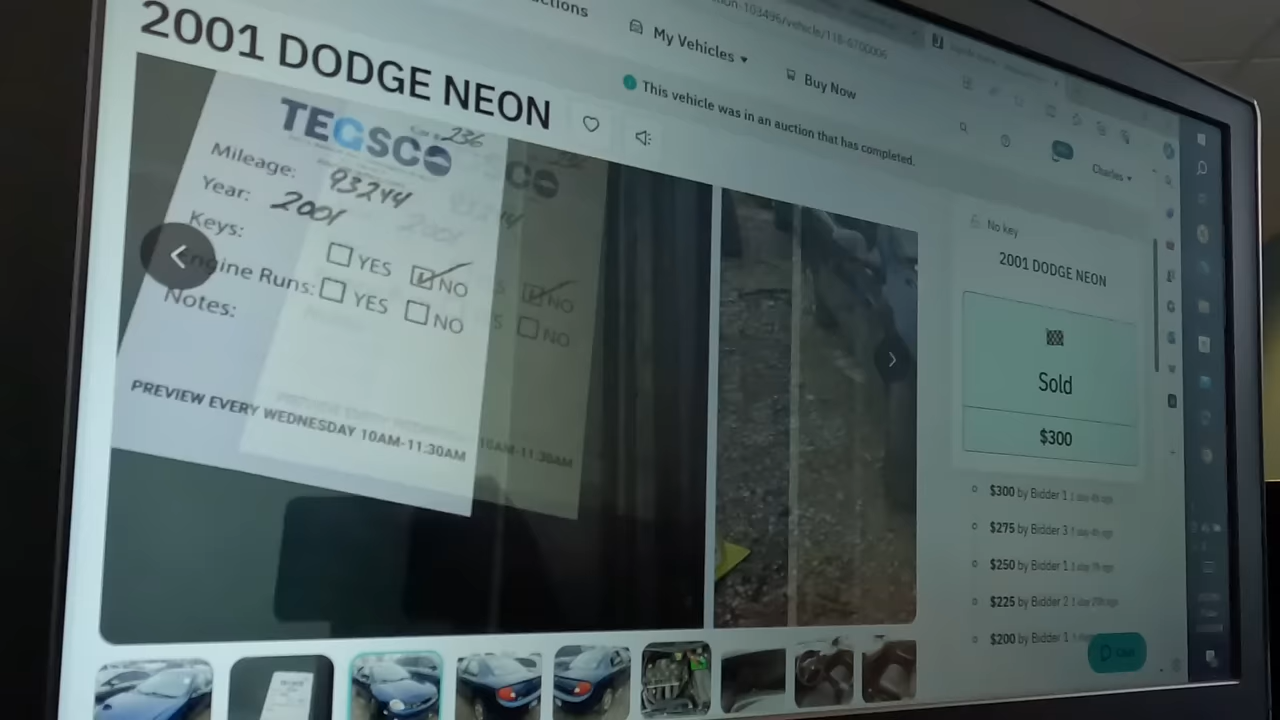 My Vehicles
Buy Now
This vehicle was in an auction that has completed.
Charles
2001 DODGE NEON
TEGSCO
236
Mileage: 93244
Year: 2001
Keys: YES NO
Engine Runs: YES NO
Notes:
PREVIEW EVERY WEDNESDAY 10AM-11:30AM
No key
2001 DODGE NEON
Sold
$300
$300 by Bidder 1
$275 by Bidder 3
$250 by Bidder 1
$225 by Bidder 2
$200 by Bidder 1